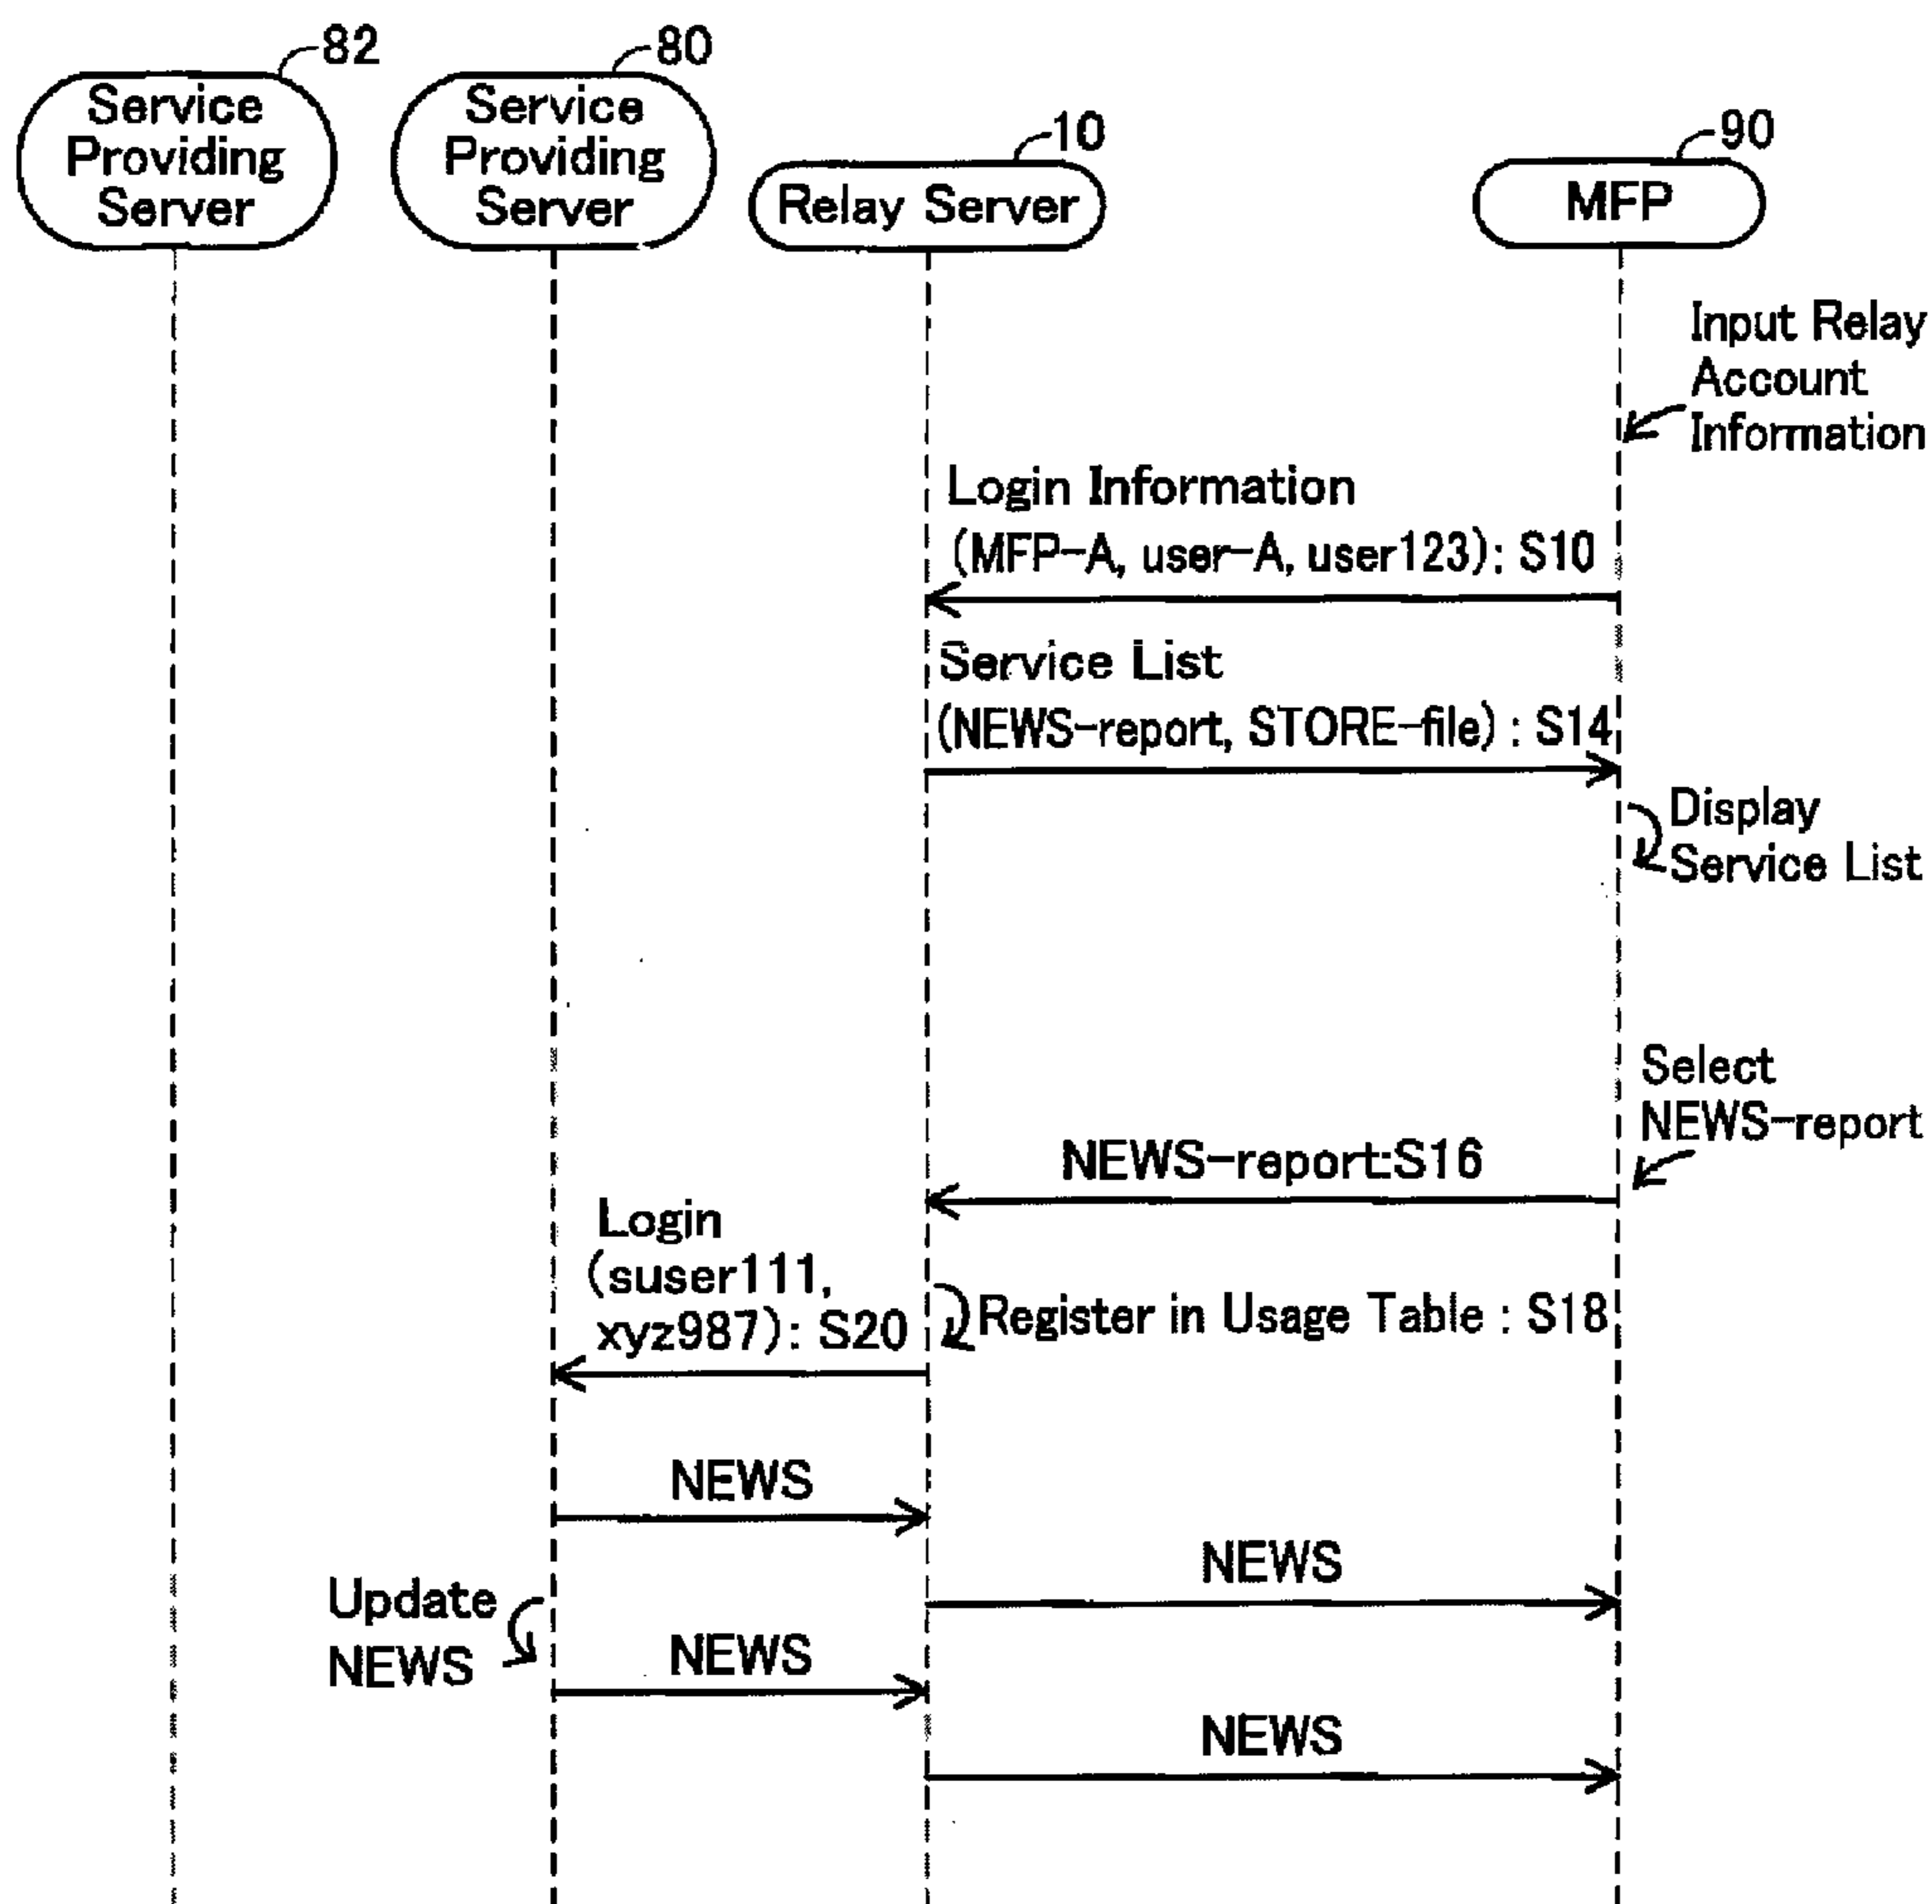 82
80
10
90
Service
Providing
Server
Service
Providing
Server
Relay Server
MFP
Input Relay
Account
Information
Login Information
(MFP-A, user-A, user123): S10
Service List
(NEWS-report, STORE-file) : S14
Display
Service List
Select
NEWS-report
NEWS-report:S16
Login
(suser111,
xyz987): S20
Register in Usage Table : S18
NEWS
NEWS
Update
NEWS
NEWS
NEWS